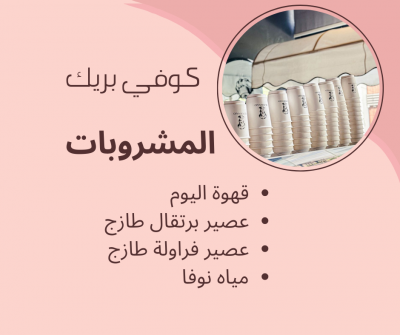 كوفي بريك
المشروبات
قهوة اليوم
عصير برتقال طازج
عصير فراولة طازج
مياه نوفا